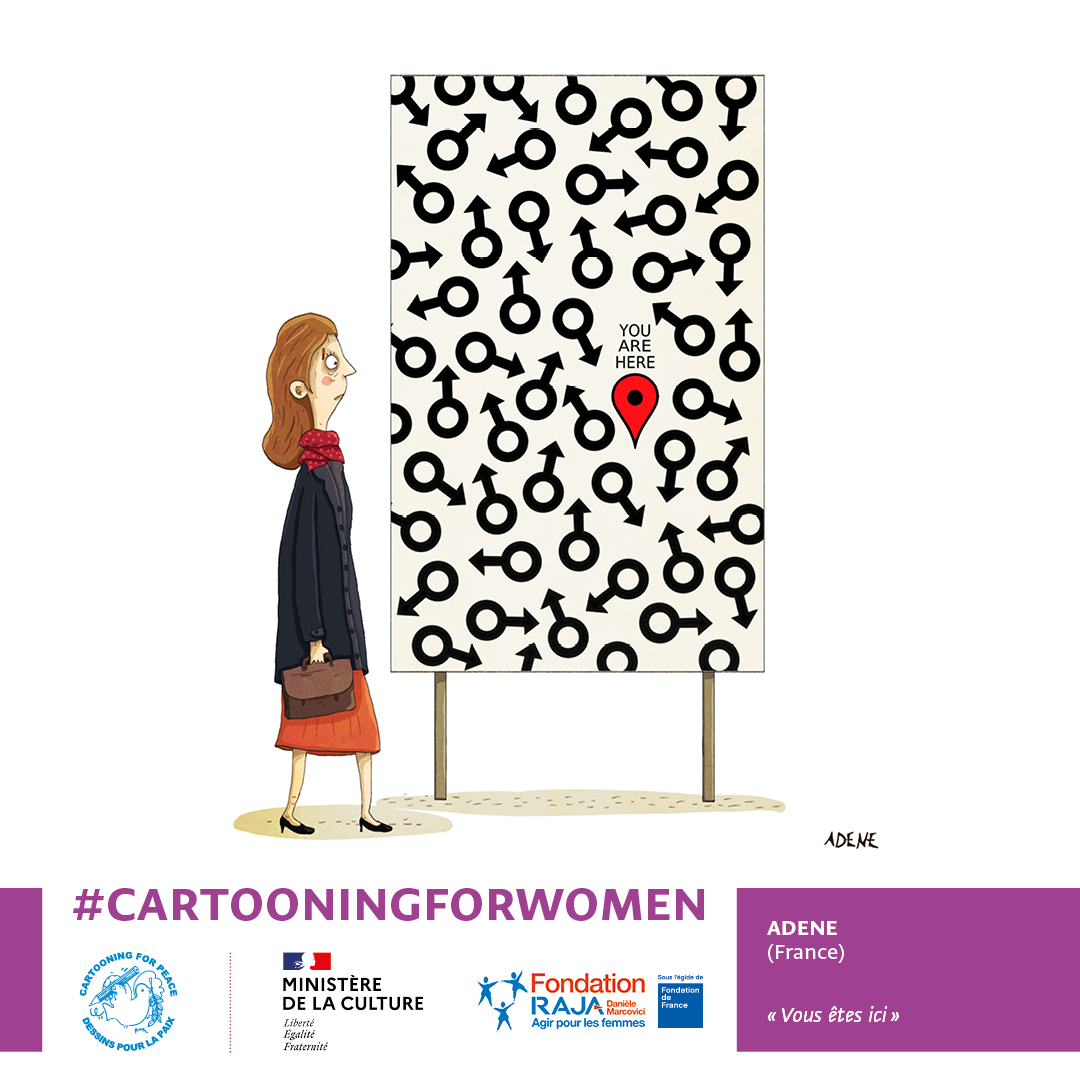 YOU
ARE
HERE
ADENE
#CARTOONINGFORWOMEN
CARTOONING FOR PEACE
DESSINS POUR LA PAIX
MINISTÈRE
DE LA CULTURE
Liberté
Égalité
Fraternité
Fondation
RAJA Danièle
Marcovici
Agir pour les femmes
Sous l'égide de
Fondation
de
France
ADENE
(France)
« Vous êtes ici »